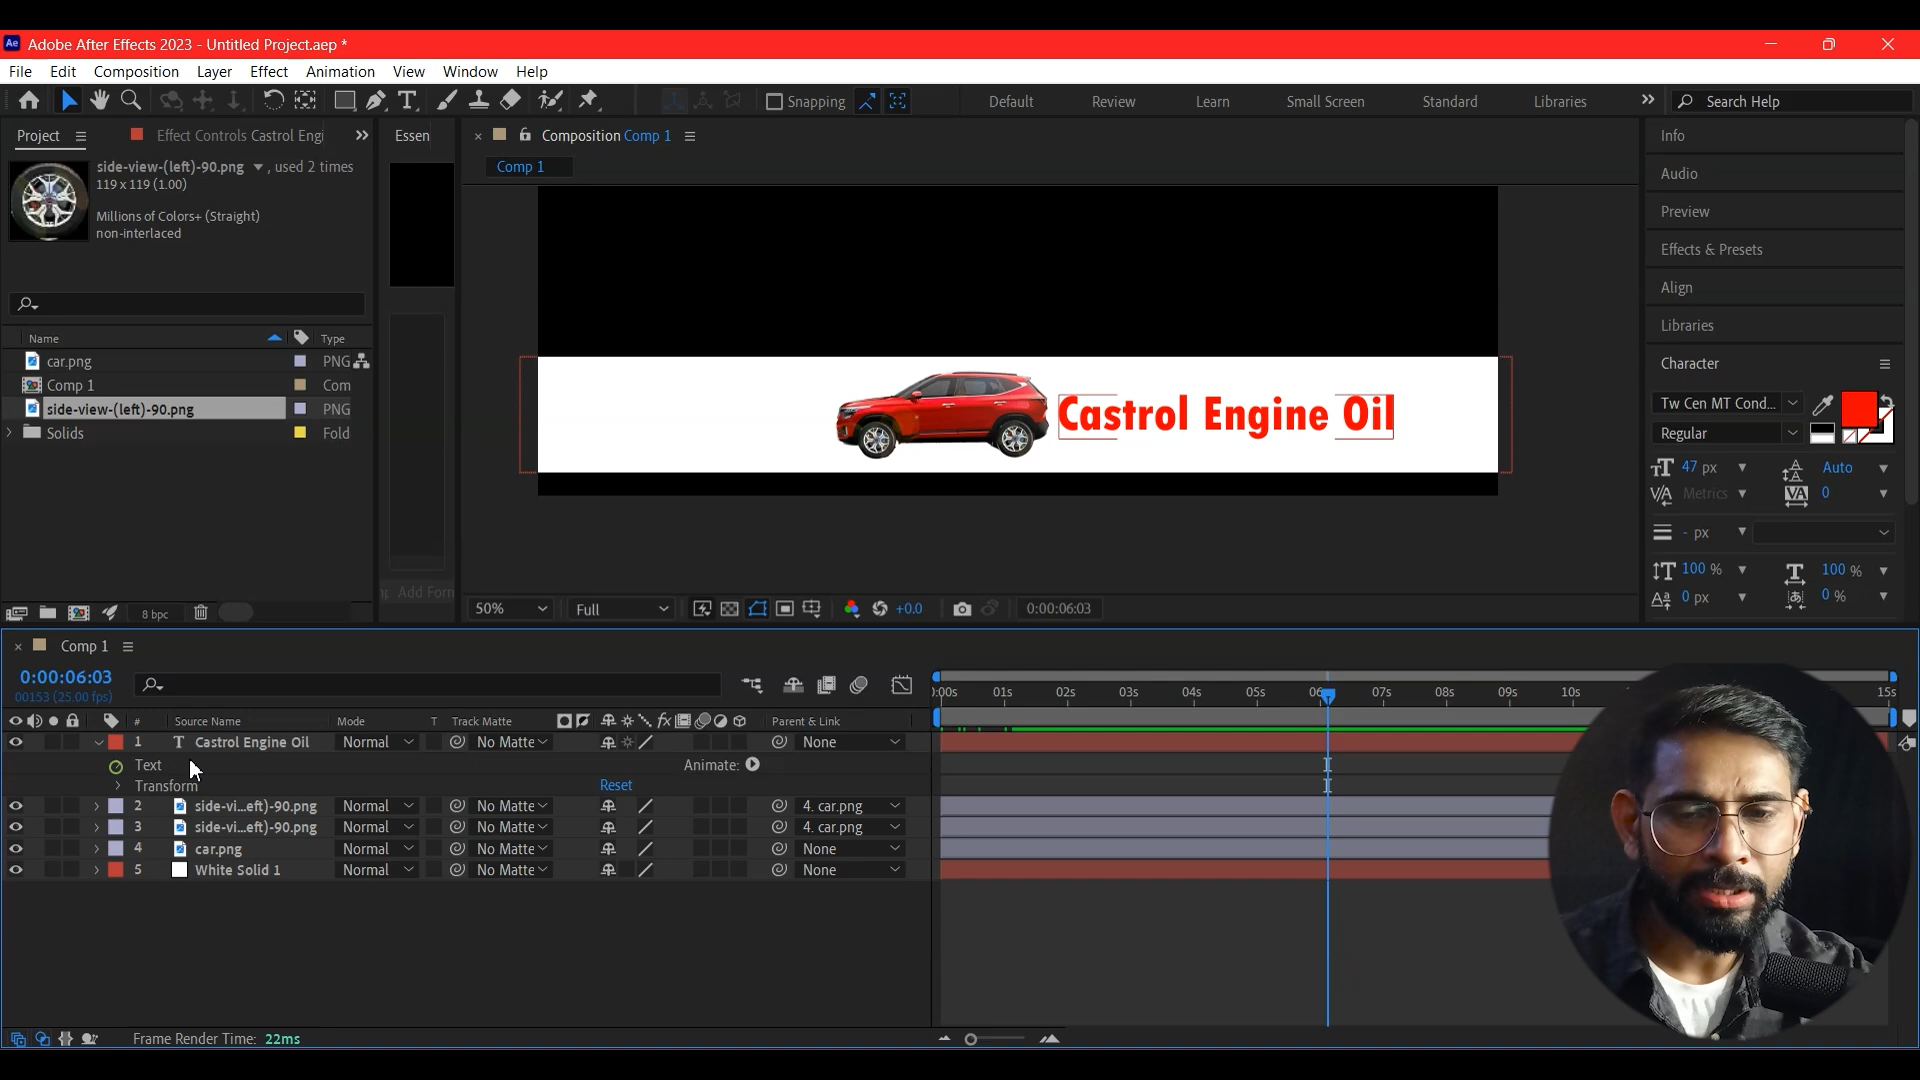 Ae Adobe After Effects 2023 - Untitled Project.aep *
File Edit Composition Layer Effect Animation View Window Help
Snapping Default Review Learn Small Screen Standard Libraries Search Help
Project Effect Controls Castrol Engi Essen Composition Comp 1 Info
side-view-(left)-90.png , used 2 times
119 x 119 (1.00)
Millions of Colors+ (Straight)
non-interlaced
Comp 1
Audio
Preview
Effects & Presets
Align
Libraries
Name Type
car.png PNG
Comp 1 Com
side-view-(left)-90.png PNG
Solids Fold
Castrol Engine Oil
Character
Tw Cen MT Cond...
Regular
47 px Auto
Metrics 0
- px
100 % 100 %
0 px 0 %
Add Forn
8 bpc
50% Full +0.0 0:00:06:03
Comp 1
0:00:06:03
00153 (25.00 fps)
):00s 01s 02s 03s 04s 05s 06 07s 08s 09s 10s 15s
# Source Name Mode T Track Matte fx Parent & Link
1 T Castrol Engine Oil Normal No Matte None
Text Animate:
Transform Reset
2 side-vi...eft)-90.png Normal No Matte 4. car.png
3 side-vi...eft)-90.png Normal No Matte 4. car.png
4 car.png Normal No Matte None
5 White Solid 1 Normal No Matte None
Frame Render Time: 22ms